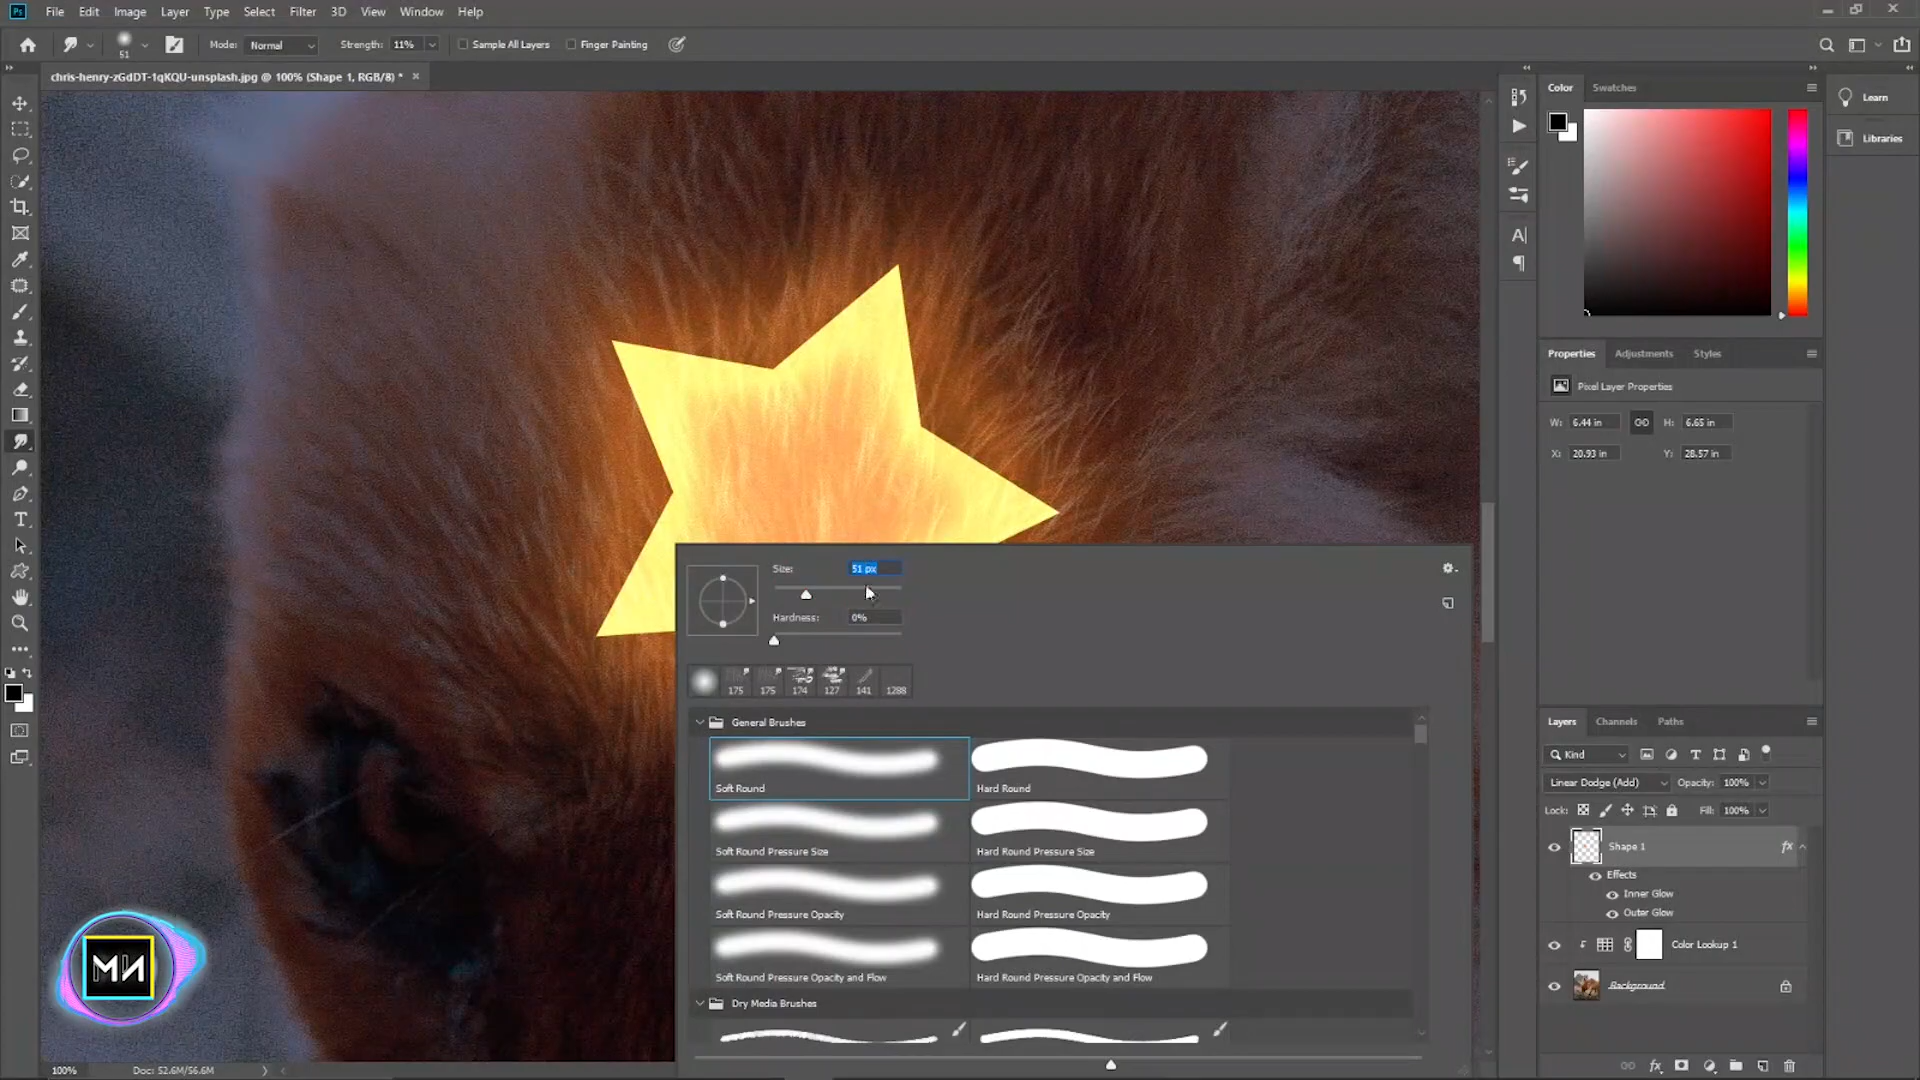 Ps File Edit Image Layer Type Select Filter 3D View Window Help
51 Mode: Normal Strength: 11% Sample All Layers Finger Painting
chris-henry-zGdDT-1qKQU-unsplash.jpg @ 100% (Shape 1, RGB/8) * ×
Color Swatches
Learn
Libraries
Properties Adjustments Styles
Pixel Layer Properties
W: 6.44 in H: 6.65 in
X: 20.93 in Y: 28.57 in
Size: 51 px
Hardness: 0%
175 175 174 127 141 1288
General Brushes
Soft Round Hard Round
Soft Round Pressure Size Hard Round Pressure Size
Soft Round Pressure Opacity Hard Round Pressure Opacity
Soft Round Pressure Opacity and Flow Hard Round Pressure Opacity and Flow
Dry Media Brushes
Layers Channels Paths
Kind
Linear Dodge (Add) Opacity: 100%
Lock: Fill: 100%
Shape 1 fx
Effects
Inner Glow
Outer Glow
Color Lookup 1
Background
100% Doc: 52.6M/56.6M